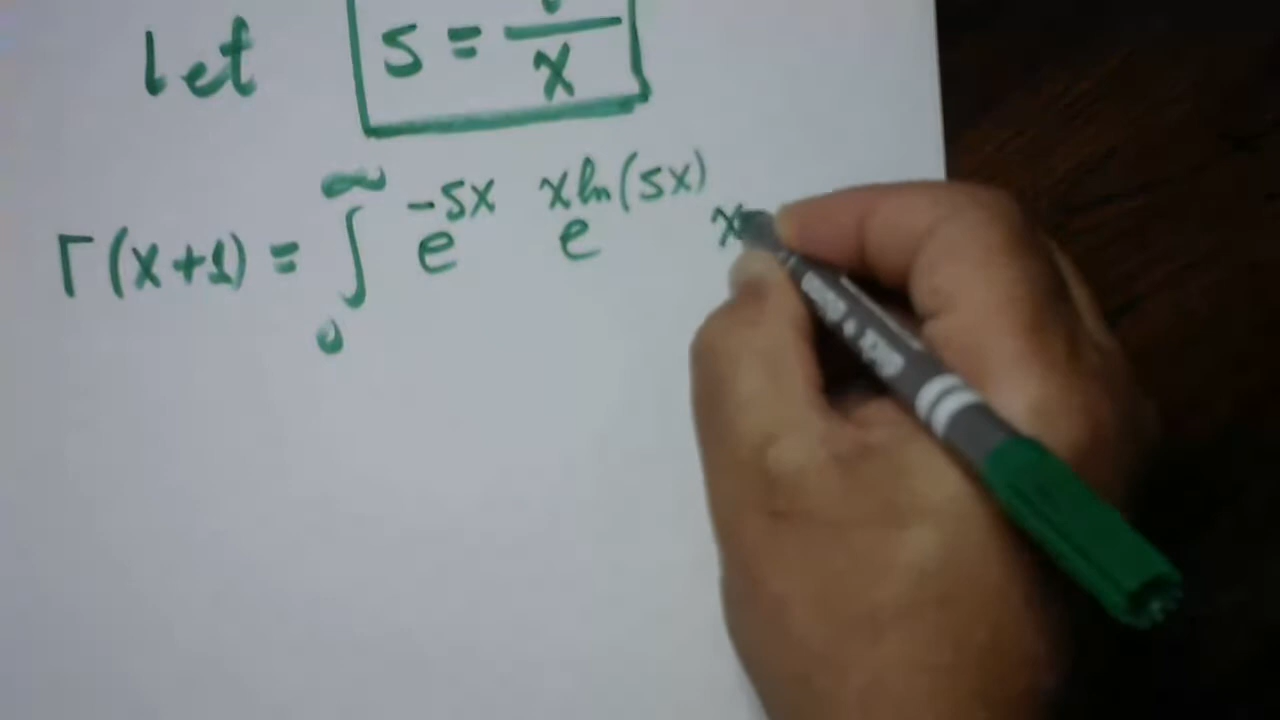 let s = x
Γ(x+1) = ∫₀^∞ e^(-sx) e^(x ln(sx)) x